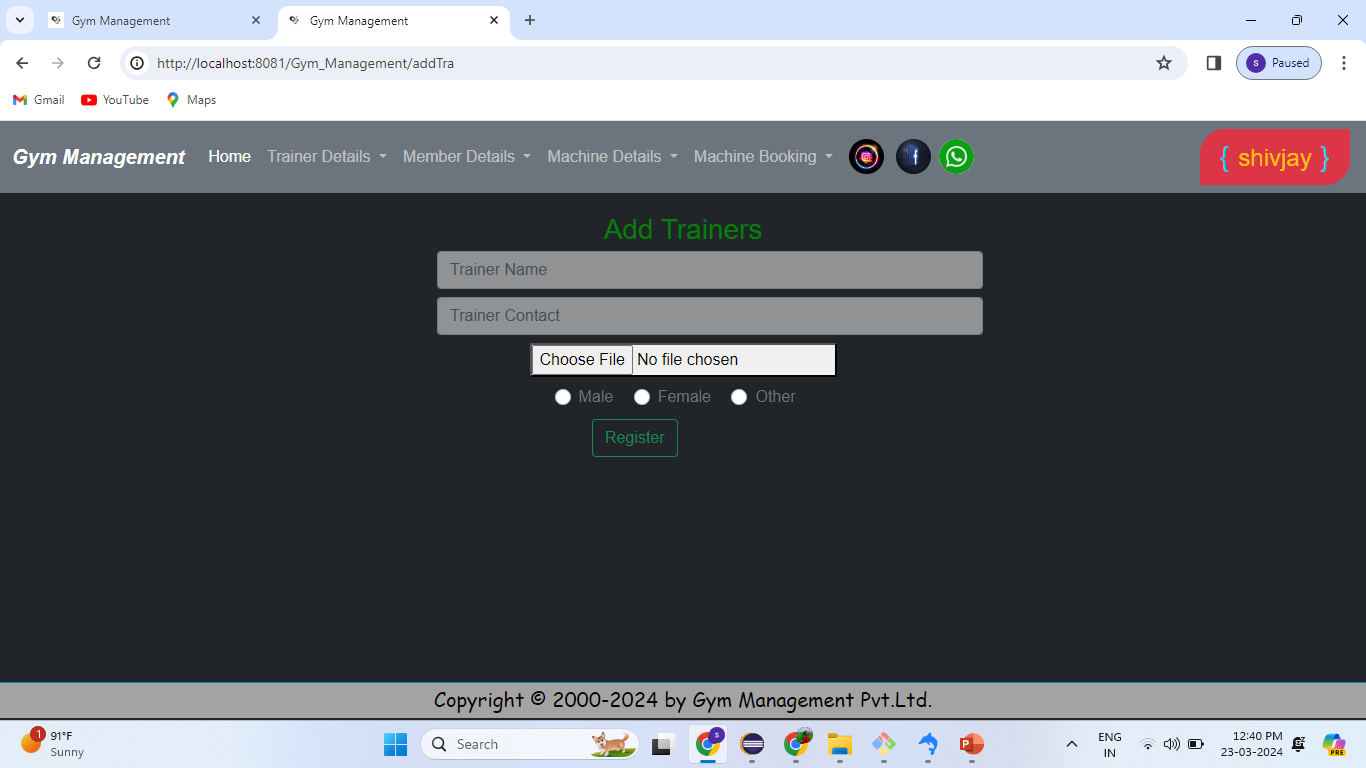 Gym Management
Gym Management
http://localhost:8081/Gym_Management/addTra
S Paused
Gmail YouTube Maps
Gym Management Home Trainer Details Member Details Machine Details Machine Booking { shivjay }
Add Trainers
Trainer Name
Trainer Contact
Choose File No file chosen
Male Female Other
Register
Copyright © 2000-2024 by Gym Management Pvt.Ltd.
1 91°F
Sunny
Search
S
P
ENG
IN
12:40 PM
23-03-2024
PRE